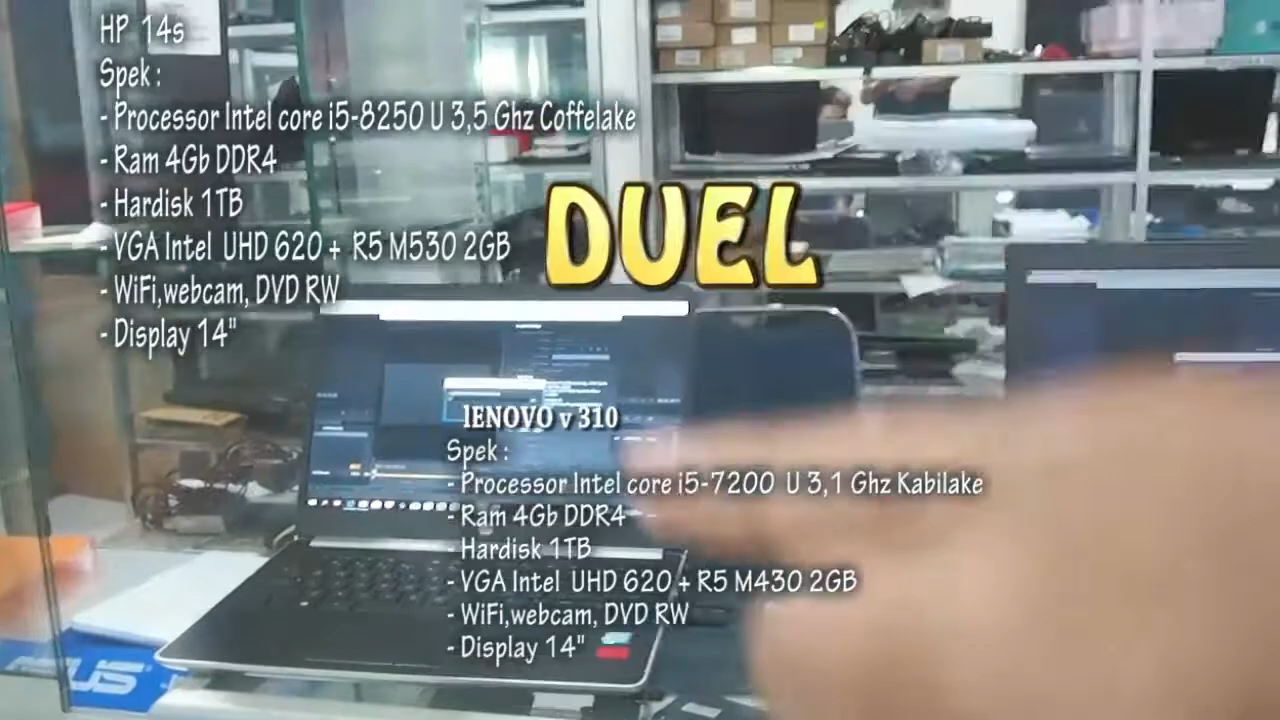 HP 14s
Spek :
- Processor Intel core i5-8250 U 3,5 Ghz Coffelake
- Ram 4Gb DDR4
- Hardisk 1TB
- VGA Intel UHD 620 + R5 M530 2GB
- WiFi,webcam, DVD RW
- Display 14"
DUEL
lENOVO v 310
Spek :
- Processor Intel core i5-7200 U 3,1 Ghz Kabilake
- Ram 4Gb DDR4
- Hardisk 1TB
- VGA Intel UHD 620 + R5 M430 2GB
- WiFi,webcam, DVD RW
- Display 14"